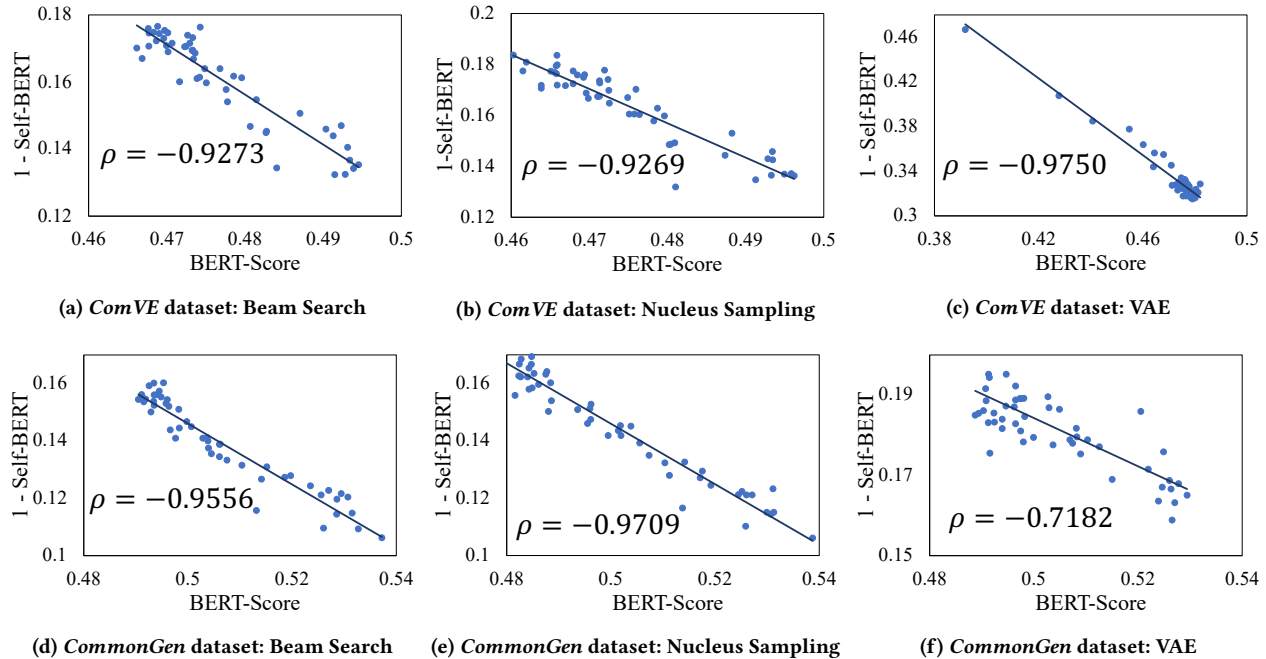 0.18
0.16
0.14
0.12
1 - Self-BERT
ρ = −0.9273
0.46 0.47 0.48 0.49 0.5
BERT-Score
(a) ComVE dataset: Beam Search
0.2
0.18
0.16
0.14
0.12
1-Self-BERT
ρ = −0.9269
0.46 0.47 0.48 0.49 0.5
BERT-Score
(b) ComVE dataset: Nucleus Sampling
0.46
0.42
0.38
0.34
0.3
1 - Self-BERT
ρ = −0.9750
0.38 0.42 0.46 0.5
BERT-Score
(c) ComVE dataset: VAE
0.16
0.14
0.12
0.1
1 - Self-BERT
ρ = −0.9556
0.48 0.5 0.52 0.54
BERT-Score
(d) CommonGen dataset: Beam Search
0.16
0.14
0.12
0.1
1 - Self-BERT
ρ = −0.9709
0.48 0.5 0.52 0.54
BERT-Score
(e) CommonGen dataset: Nucleus Sampling
0.19
0.17
0.15
1 - Self-BERT
ρ = −0.7182
0.48 0.5 0.52 0.54
BERT-Score
(f) CommonGen dataset: VAE